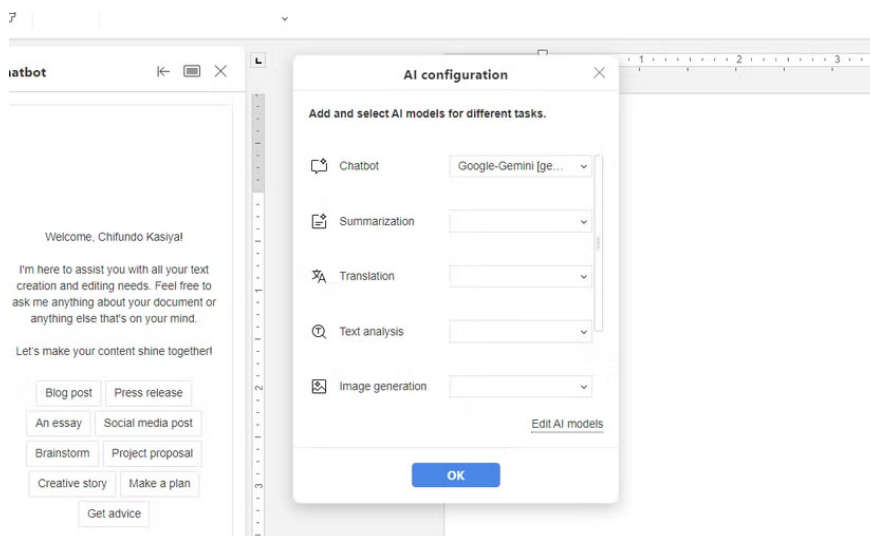 atbot
Welcome, Chifundo Kasiya!
I'm here to assist you with all your text
creation and editing needs. Feel free to
ask me anything about your document or
anything else that's on your mind.
Let's make your content shine together!
Blog post
Press release
An essay
Social media post
Brainstorm
Project proposal
Creative story
Make a plan
Get advice
L
2
3
AI configuration
Add and select AI models for different tasks.
Chatbot
Google-Gemini [ge...
Summarization
Translation
Text analysis
Image generation
Edit AI models
OK
1
2
3